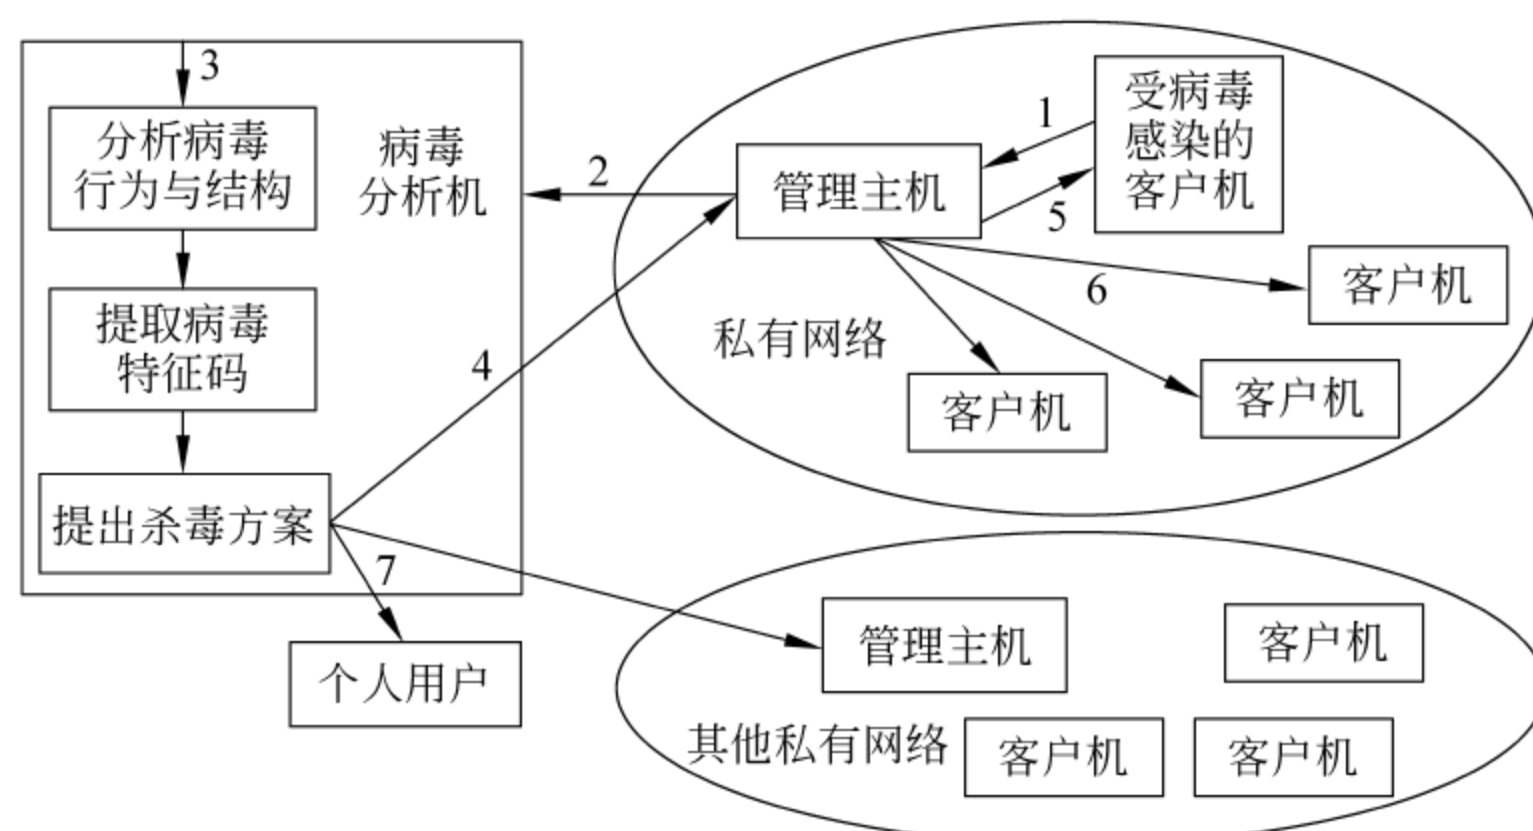 3
分析病毒
行为与结构
病毒
分析机
提取病毒
特征码
提出杀毒方案
2
4
7
个人用户
1
受病毒
感染的
客户机
管理主机
5
6
客户机
私有网络
客户机
客户机
管理主机
客户机
其他私有网络
客户机
客户机